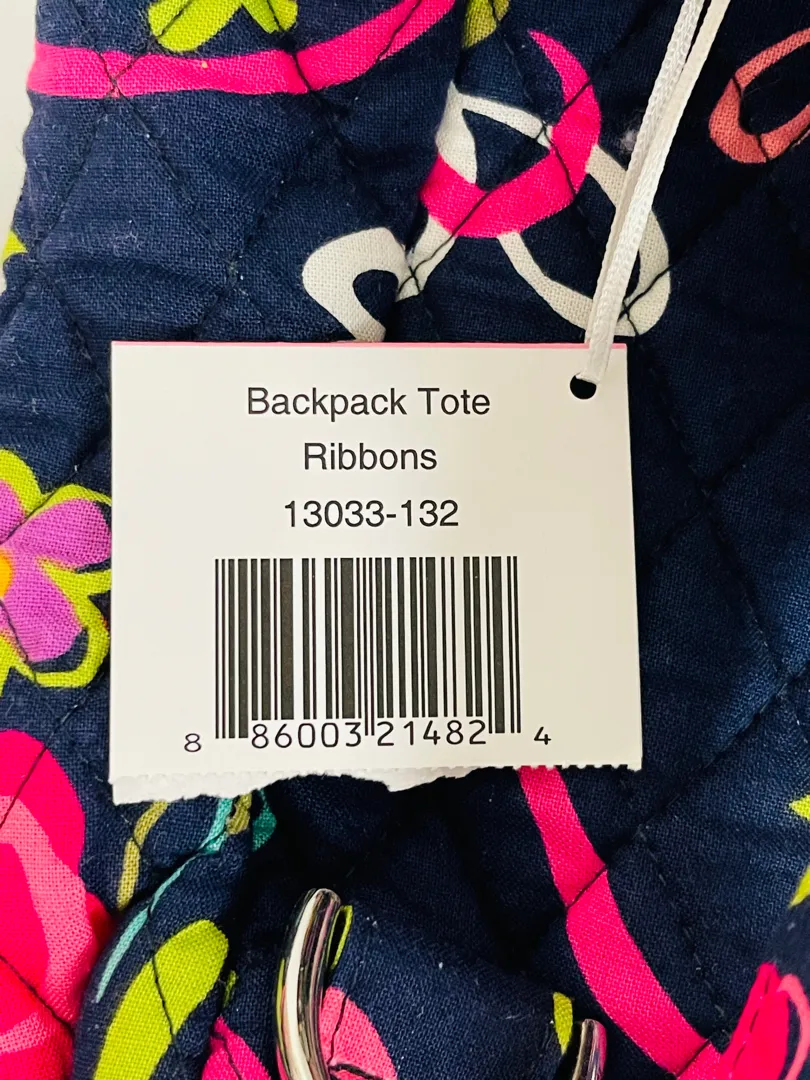 Backpack Tote
Ribbons
13033-132
8 86003 21482 4